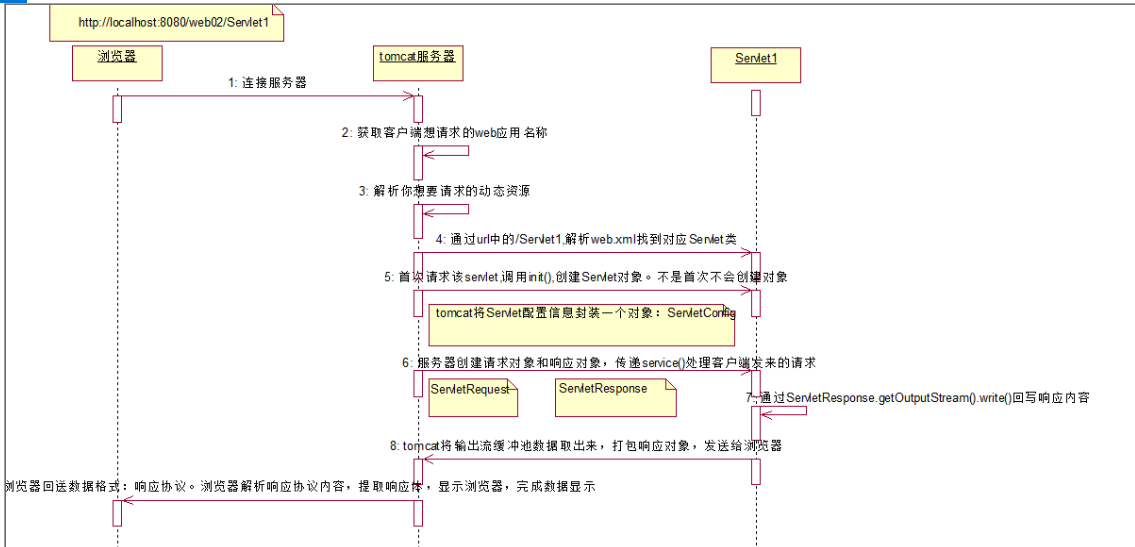 http://localhost:8080/web02/Servlet1
浏览器
tomcat服务器
Servlet1
1: 连接服务器
2: 获取客户端想请求的web应用名称
3: 解析你想要请求的动态资源
4: 通过url中的/Servlet1,解析web.xml找到对应Servlet类
5: 首次请求该servlet,调用init(),创建Servlet对象。不是首次不会创建对象
tomcat将Servlet配置信息封装一个对象：ServletConfig
6: 服务器创建请求对象和响应对象，传递service()处理客户端发来的请求
ServletRequest
ServletResponse
7: 通过ServletResponse.getOutputStream().write()回写响应内容
8: tomcat将输出流缓冲池数据取出来，打包响应对象，发送给浏览器
浏览器回送数据格式：响应协议。浏览器解析响应协议内容，提取响应体，显示浏览器，完成数据显示